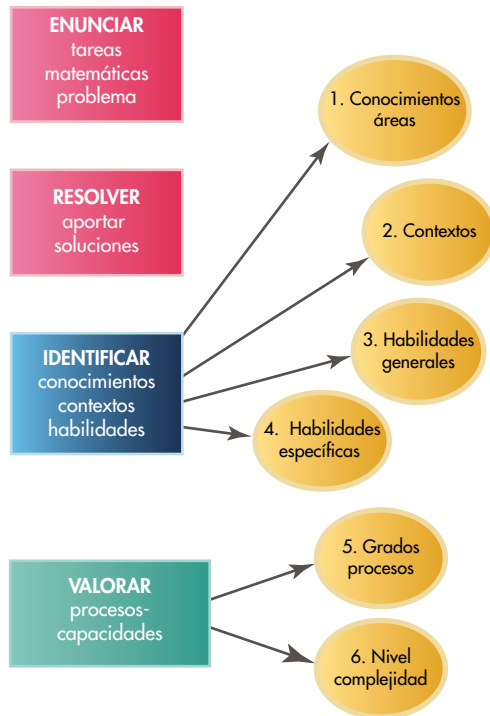 ENUNCIAR
tareas
matemáticas
problema
1. Conocimientos
áreas
RESOLVER
aportar
soluciones
2. Contextos
IDENTIFICAR
conocimientos
contextos
habilidades
3. Habilidades
generales
4. Habilidades
específicas
5. Grados
procesos
VALORAR
procesos-
capacidades
6. Nivel
complejidad